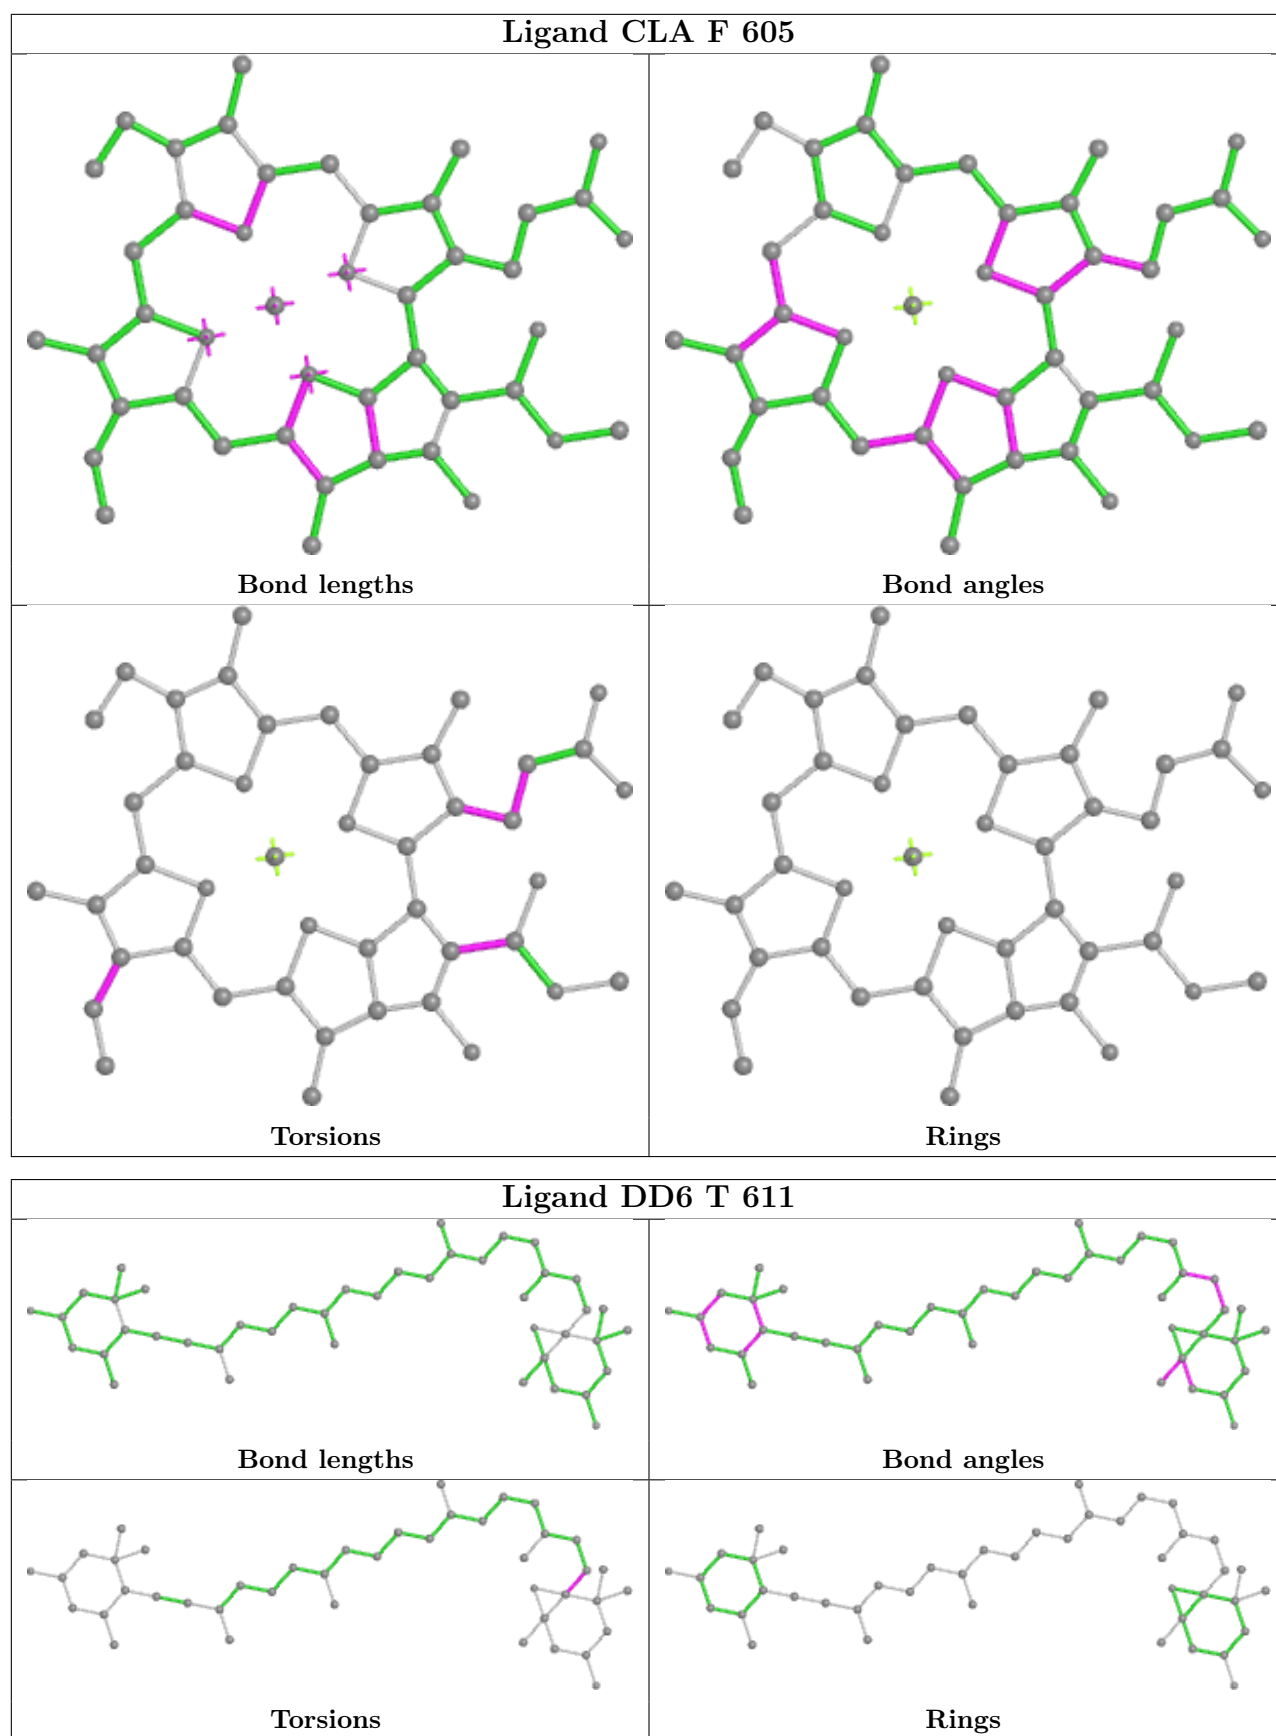 Ligand CLA F 605
Bond lengths
Bond angles
Torsions
Rings
Ligand DD6 T 611
Bond lengths
Bond angles
Torsions
Rings